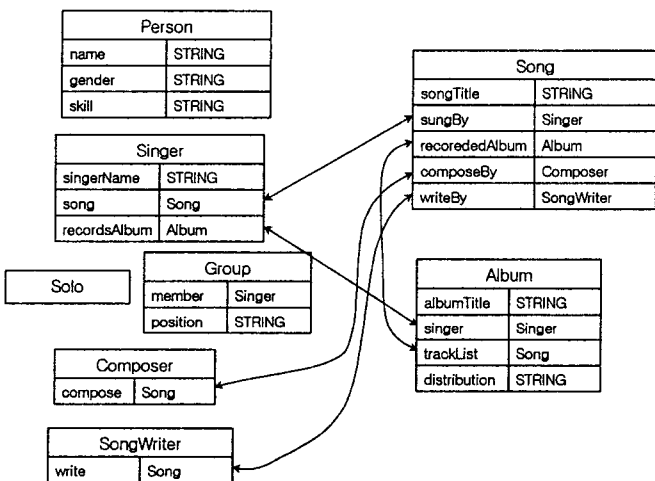 Person
name STRING
gender STRING
skill STRING
Song
songTitle STRING
sungBy Singer
recorededAlbum Album
composeBy Composer
writeBy SongWriter
Singer
singerName STRING
song Song
recordsAlbum Album
Solo
Group
member Singer
position STRING
Album
albumTitle STRING
singer Singer
trackList Song
distribution STRING
Composer
compose Song
SongWriter
write Song